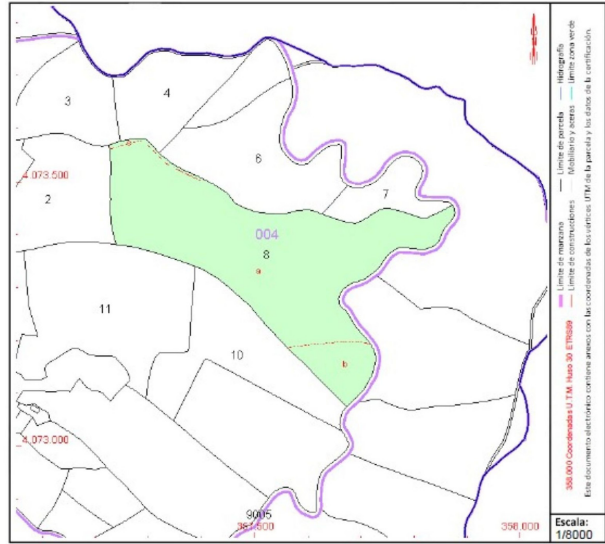 3
4
6
4.073.500
2
7
004
8
a
11
10
b
4,073.000
9005
358.000
Límite de manzana
Límite de parcela
Hidrografía
Límite de construcciones
Mobiliario y aceras
Límite zona verde
358.000 Coordenadas U.T.M. Huso 30 ETRS89
Este documento electrónico contiene anexos con las coordenadas de los vértices UTM de la parcela y los datos de la certificación.
Escala:
1/8000